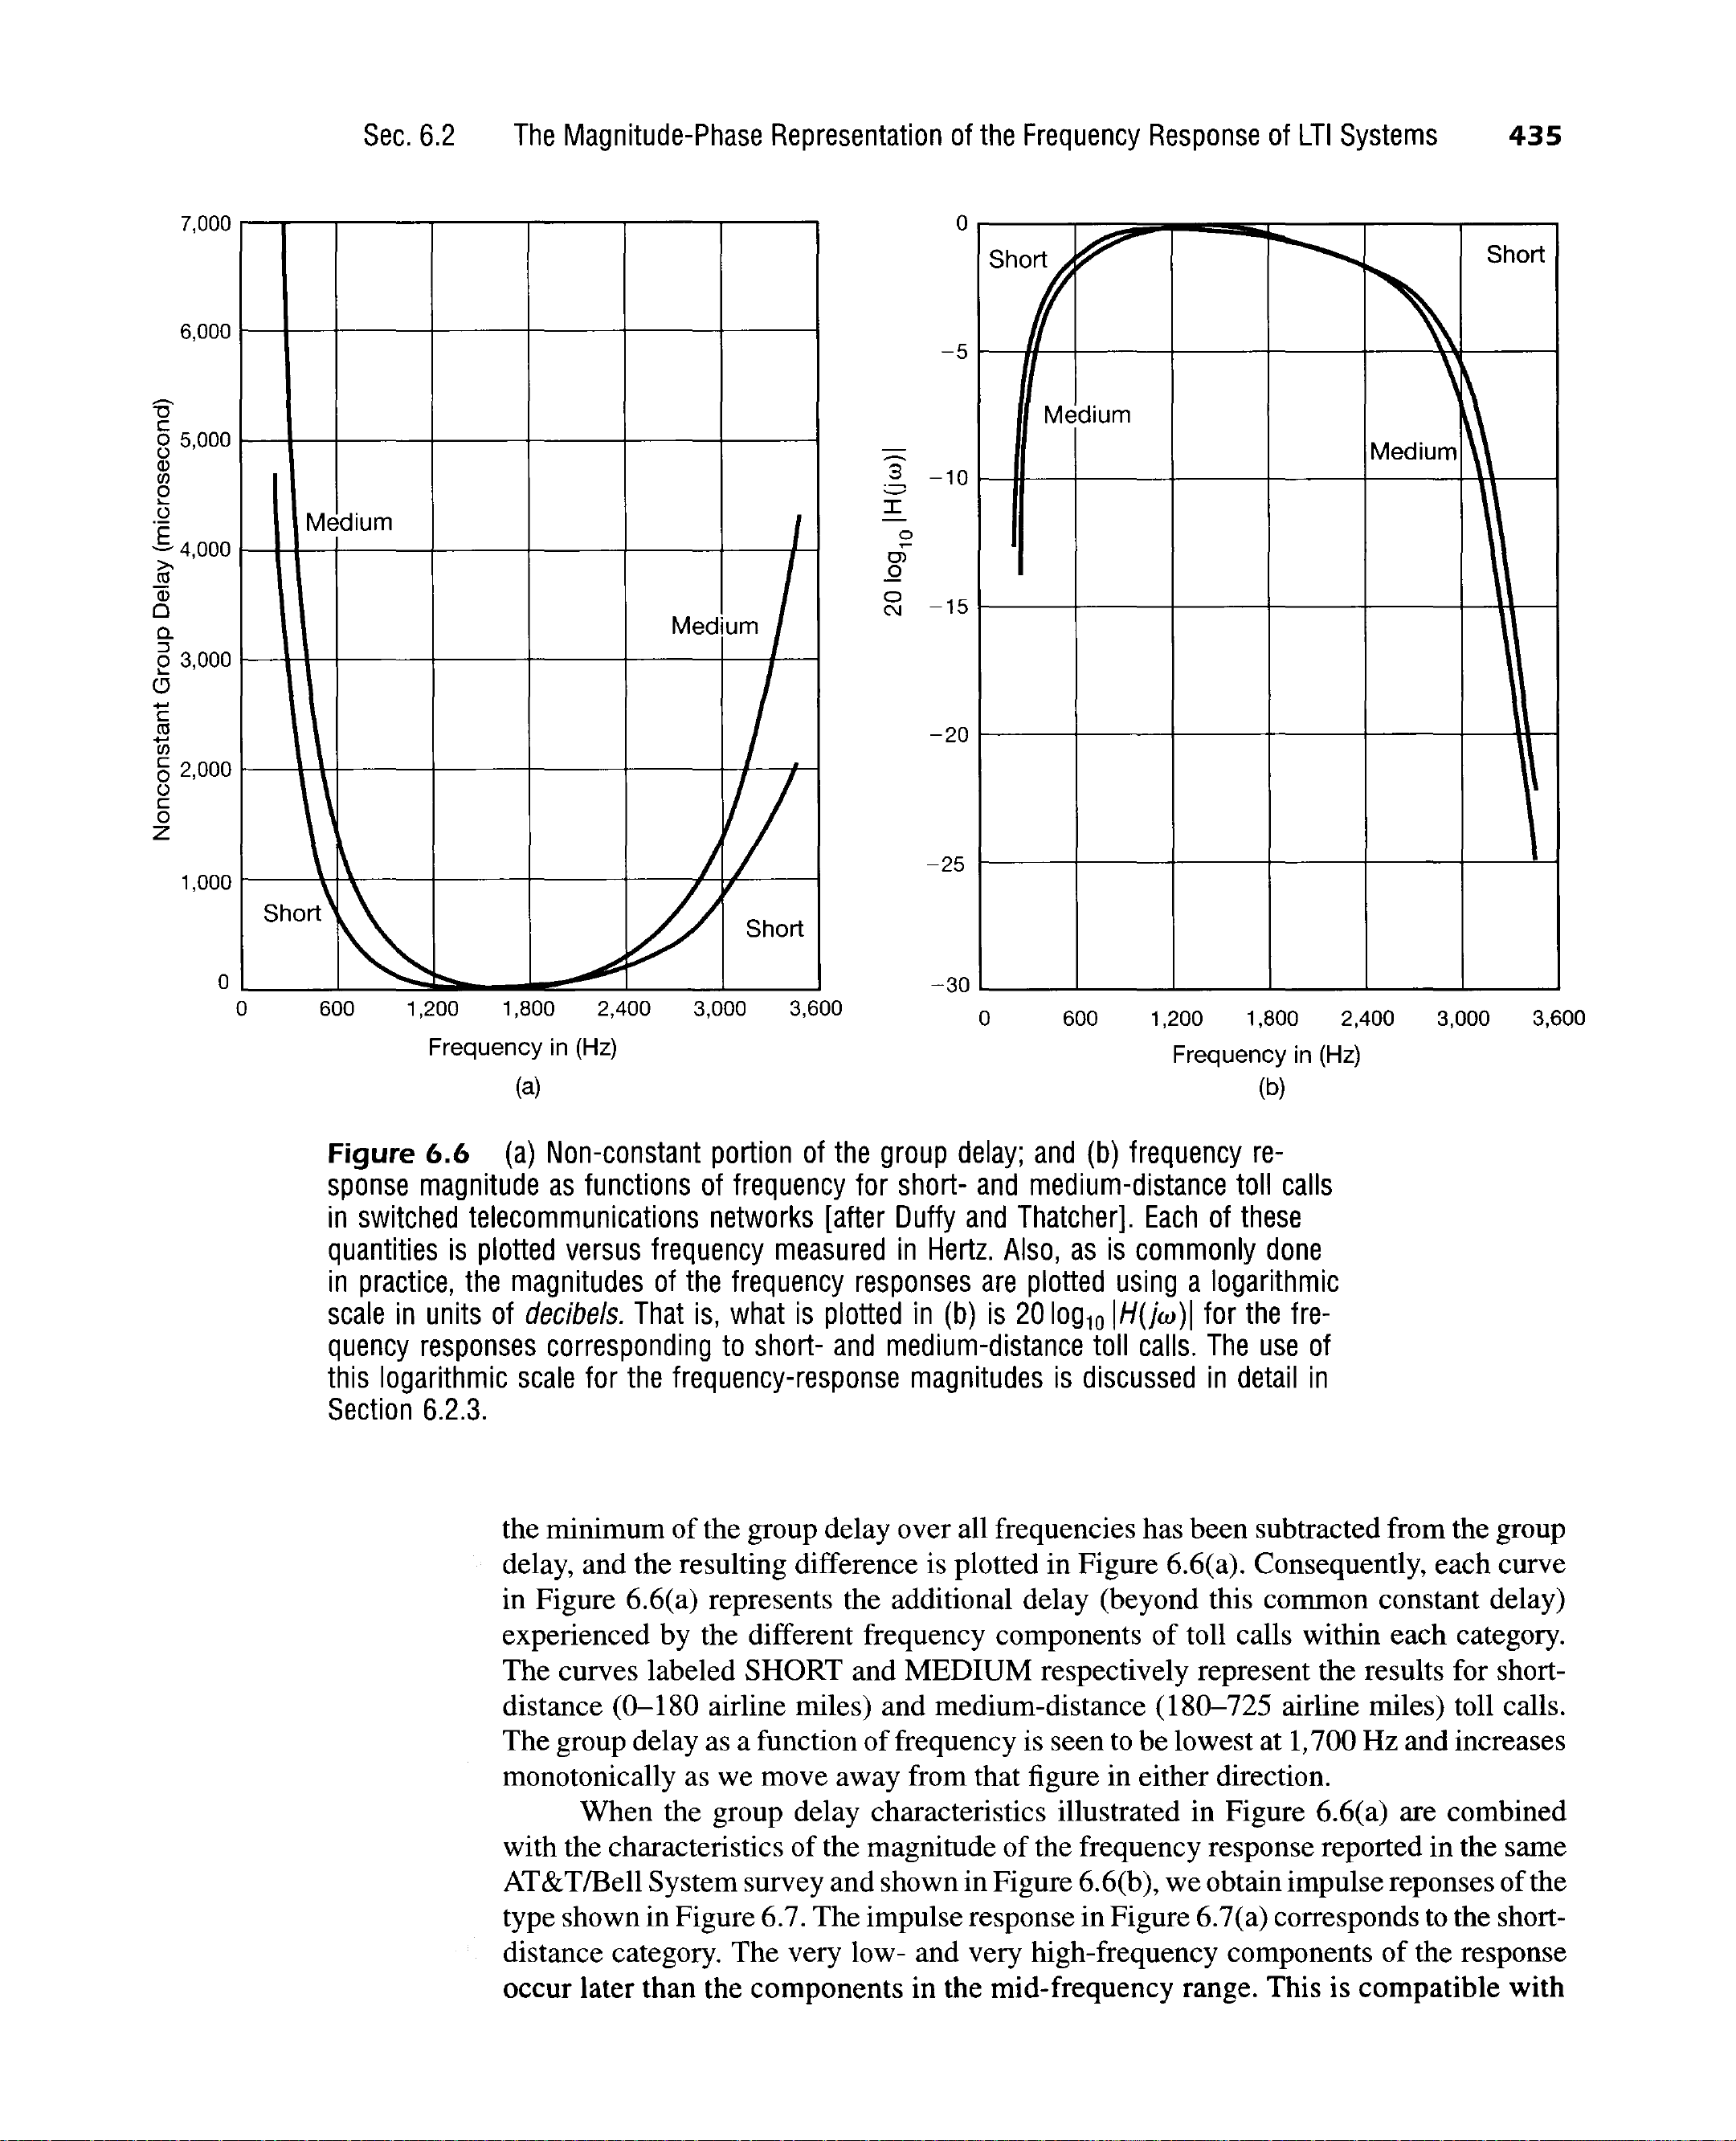 Sec. 6.2 The Magnitude-Phase Representation of the Frequency Response of LTI Systems 435
7,000
6,000
5,000
4,000
3,000
2,000
1,000
0
Nonconstant Group Delay (microsecond)
Medium
Medium
Short
Short
0 600 1,200 1,800 2,400 3,000 3,600
Frequency in (Hz)
(a)
0
−5
−10
−15
−20
−25
−30
20 log₁₀ |H(jω)|
Short
Short
Medium
Medium
0 600 1,200 1,800 2,400 3,000 3,600
Frequency in (Hz)
(b)
Figure 6.6 (a) Non-constant portion of the group delay; and (b) frequency re-
sponse magnitude as functions of frequency for short- and medium-distance toll calls
in switched telecommunications networks [after Duffy and Thatcher]. Each of these
quantities is plotted versus frequency measured in Hertz. Also, as is commonly done
in practice, the magnitudes of the frequency responses are plotted using a logarithmic
scale in units of decibels. That is, what is plotted in (b) is 20 log₁₀ |H(jω)| for the fre-
quency responses corresponding to short- and medium-distance toll calls. The use of
this logarithmic scale for the frequency-response magnitudes is discussed in detail in
Section 6.2.3.
the minimum of the group delay over all frequencies has been subtracted from the group
delay, and the resulting difference is plotted in Figure 6.6(a). Consequently, each curve
in Figure 6.6(a) represents the additional delay (beyond this common constant delay)
experienced by the different frequency components of toll calls within each category.
The curves labeled SHORT and MEDIUM respectively represent the results for short-
distance (0–180 airline miles) and medium-distance (180–725 airline miles) toll calls.
The group delay as a function of frequency is seen to be lowest at 1,700 Hz and increases
monotonically as we move away from that figure in either direction.
When the group delay characteristics illustrated in Figure 6.6(a) are combined
with the characteristics of the magnitude of the frequency response reported in the same
AT&T/Bell System survey and shown in Figure 6.6(b), we obtain impulse reponses of the
type shown in Figure 6.7. The impulse response in Figure 6.7(a) corresponds to the short-
distance category. The very low- and very high-frequency components of the response
occur later than the components in the mid-frequency range. This is compatible with